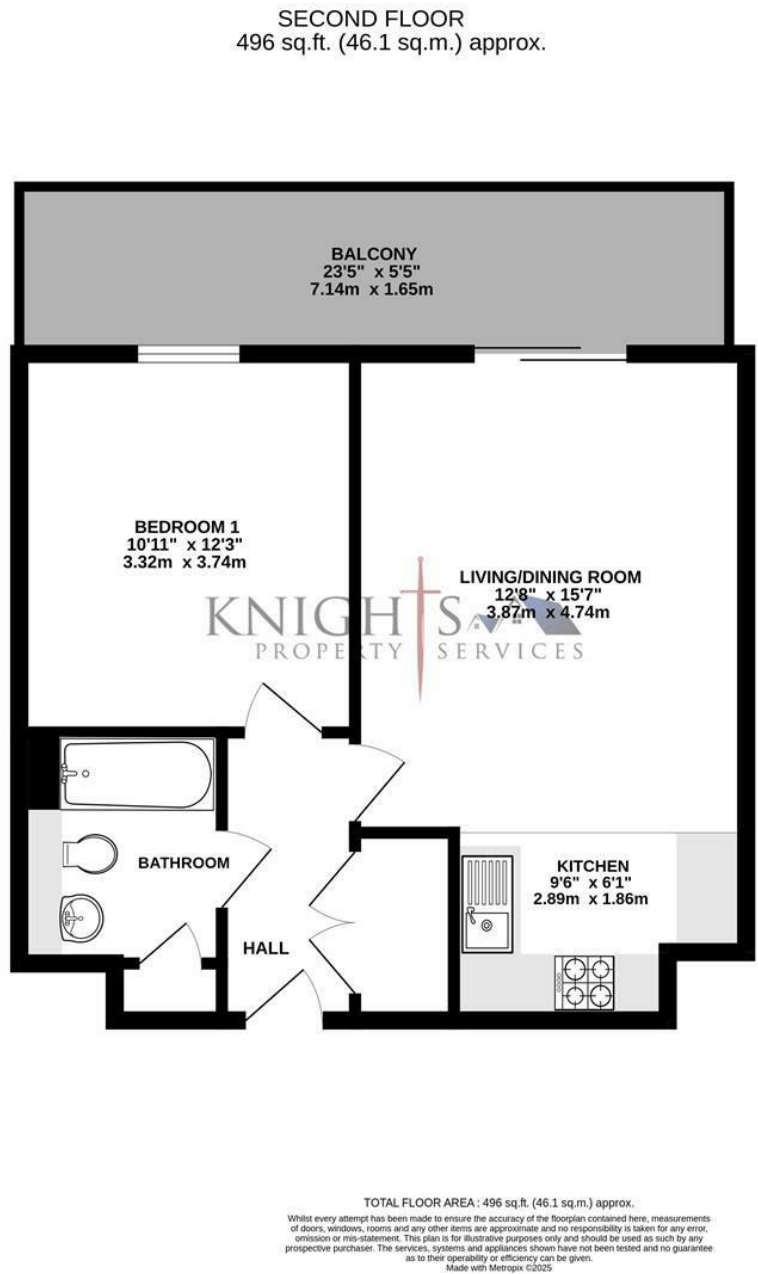 SECOND FLOOR
496 sq.ft. (46.1 sq.m.) approx.
BALCONY
23'5" x 5'5"
7.14m x 1.65m
BEDROOM 1
10'11" x 12'3"
3.32m x 3.74m
LIVING/DINING ROOM
12'8" x 15'7"
3.87m x 4.74m
KNIGHTS
PROPERTY SERVICES
BATHROOM
KITCHEN
9'6" x 6'1"
2.89m x 1.86m
HALL
TOTAL FLOOR AREA : 496 sq.ft. (46.1 sq.m.) approx.
Whilst every attempt has been made to ensure the accuracy of the floorplan contained here, measurements
of doors, windows, rooms and any other items are approximate and no responsibility is taken for any error,
omission or mis-statement. This plan is for illustrative purposes only and should be used as such by any
prospective purchaser. The services, systems and appliances shown have not been tested and no guarantee
as to their operability or efficiency can be given.
Made with Metropix ©2025